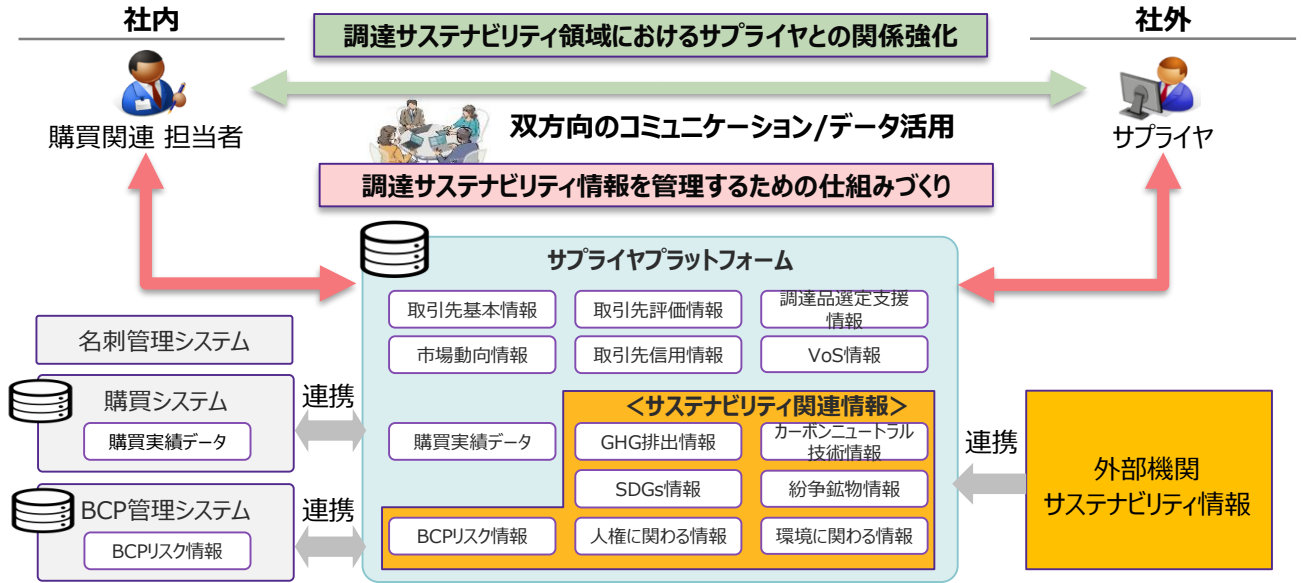 社内
社外
調達サステナビリティ領域におけるサプライヤとの関係強化
購買関連 担当者
双方向のコミュニケーション/データ活用
サプライヤ
調達サステナビリティ情報を管理するための仕組みづくり
サプライヤプラットフォーム
取引先基本情報
取引先評価情報
調達品選定支援
情報
市場動向情報
取引先信用情報
VoS情報
名刺管理システム
購買システム
購買実績データ
連携
<サステナビリティ関連情報>
購買実績データ
GHG排出情報
カーボンニュートラル
技術情報
SDGs情報
紛争鉱物情報
BCPリスク情報
人権に関わる情報
環境に関わる情報
BCP管理システム
BCPリスク情報
連携
連携
外部機関
サステナビリティ情報